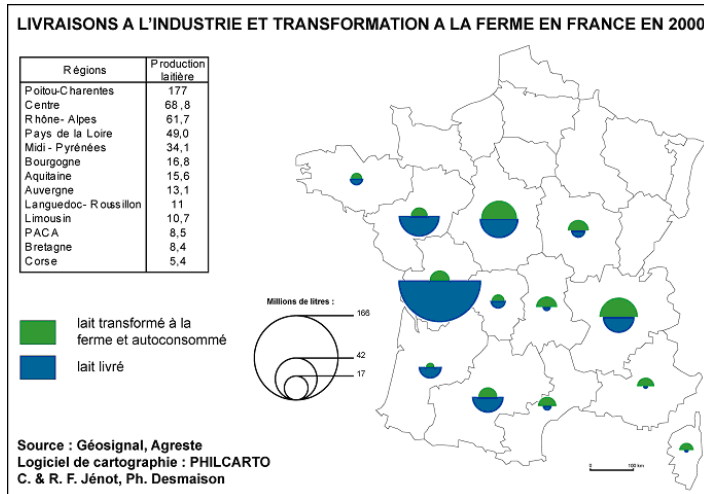 LIVRAISONS A L'INDUSTRIE ET TRANSFORMATION A LA FERME EN FRANCE EN 2000
Régions Production laitière
Poitou-Charentes 177
Centre 68,8
Rhône- Alpes 61,7
Pays de la Loire 49,0
Midi - Pyrénées 34,1
Bourgogne 16,8
Aquitaine 15,6
Auvergne 13,1
Languedoc- Roussillon 11
Limousin 10,7
PACA 8,5
Bretagne 8,4
Corse 5,4
Millions de litres :
166
42
17
lait transformé à la
ferme et autoconsommé
lait livré
Source : Géosignal, Agreste
Logiciel de cartographie : PHILCARTO
C. & R. F. Jénot, Ph. Desmaison
0 100 km